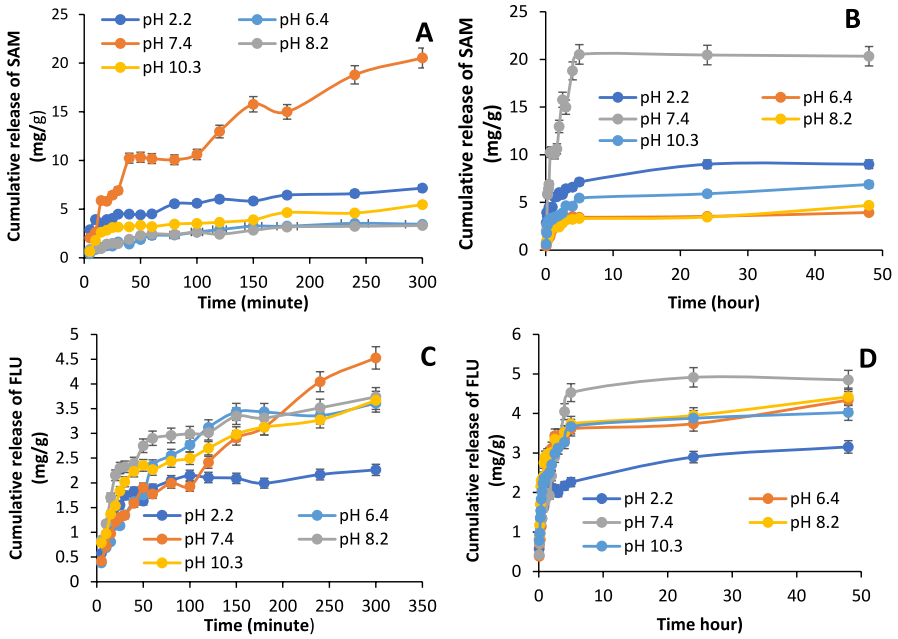 A
pH 2.2
pH 6.4
pH 7.4
pH 8.2
pH 10.3
Cumulative release of SAM
(mg/g)
25
20
15
10
5
0
0 50 100 150 200 250 300
Time (minute)
B
pH 2.2
pH 6.4
pH 7.4
pH 8.2
pH 10.3
Cumulative release of SAM
(mg/g)
25
20
15
10
5
0
0 10 20 30 40 50
Time (hour)
C
Cumulative release of FLU
(mg/g)
5
4.5
4
3.5
3
2.5
2
1.5
1
0.5
0
pH 2.2
pH 6.4
pH 7.4
pH 8.2
pH 10.3
0 50 100 150 200 250 300 350
Time (minute)
D
Cumulative release of FLU
(mg/g)
6
5
4
3
2
1
0
pH 2.2
pH 6.4
pH 7.4
pH 8.2
pH 10.3
0 10 20 30 40 50
Time hour)